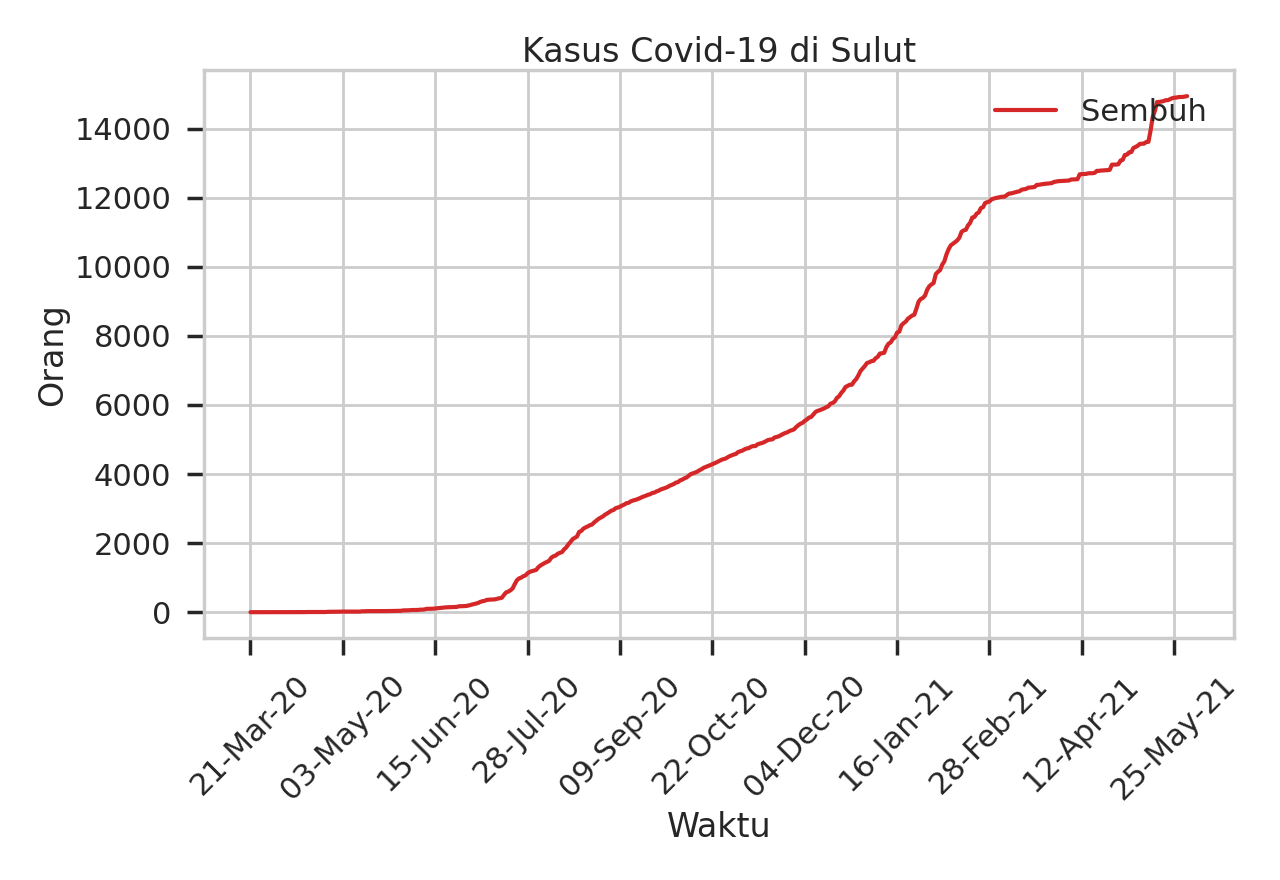 Kasus Covid-19 di Sulut
Sembuh
14000
12000
10000
8000
6000
4000
2000
0
Orang
21-Mar-20
03-May-20
15-Jun-20
28-Jul-20
09-Sep-20
22-Oct-20
04-Dec-20
16-Jan-21
28-Feb-21
12-Apr-21
25-May-21
Waktu